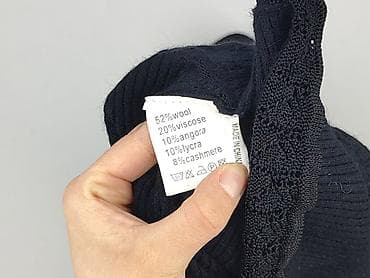 52%wool
20%viscose
10%angora
10%lycra
8%cashmere
MADE IN CHINA